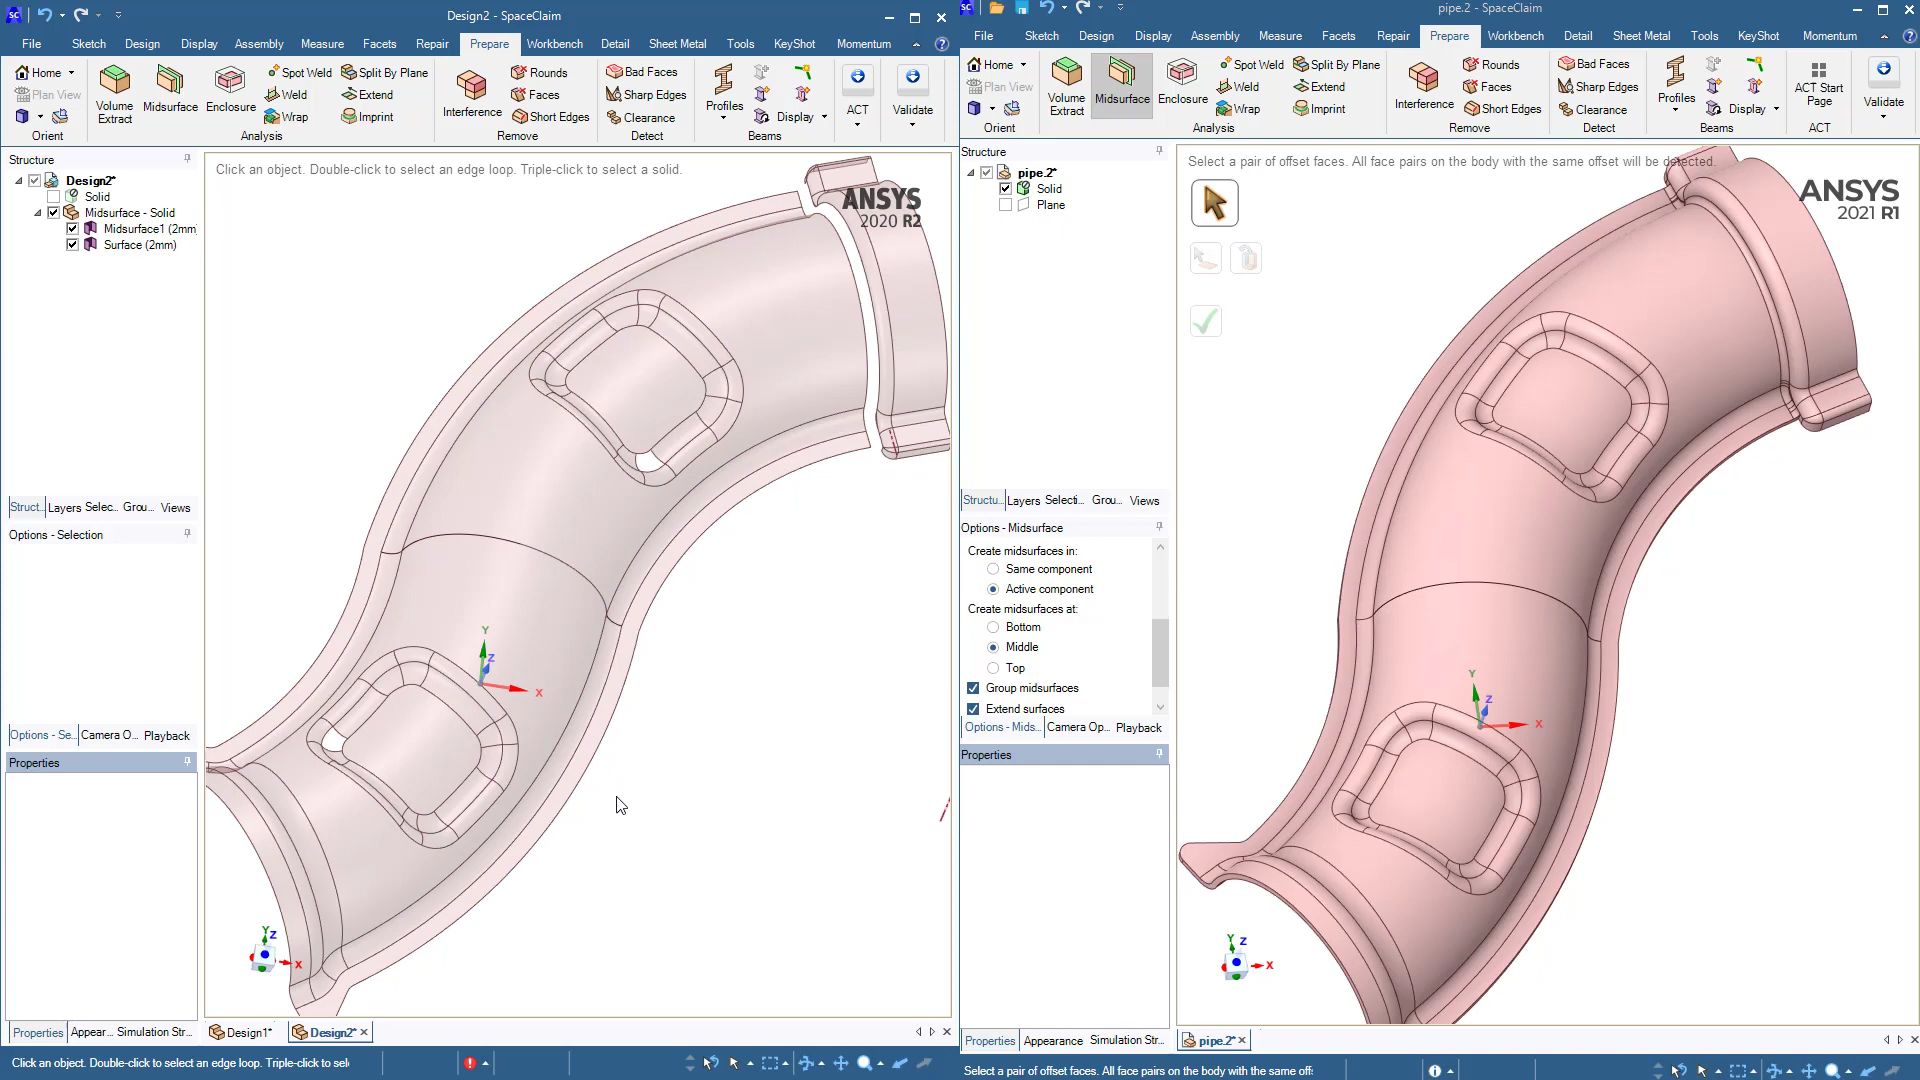 Design2 - SpaceClaim
File Sketch Design Display Assembly Measure Facets Repair Prepare Workbench Detail Sheet Metal Tools KeyShot Momentum
Home
Plan View
Orient
Volume Extract
Midsurface
Enclosure
Spot Weld
Weld
Wrap
Split By Plane
Extend
Imprint
Analysis
Interference
Rounds
Faces
Short Edges
Remove
Bad Faces
Sharp Edges
Clearance
Detect
Profiles
Display
Beams
ACT
Validate
Structure
Design2*
Solid
Midsurface - Solid
Midsurface1 (2mm
Surface (2mm)
Struct... Layers Selec... Grou... Views
Options - Selection
Options - Se... Camera O... Playback
Properties
Properties Appear... Simulation Str...
Click an object. Double-click to select an edge loop. Triple-click to select a solid.
ANSYS
2020 R2
Y
Z
X
Y
Z
X
Design1* Design2*
Click an object. Double-click to select an edge loop. Triple-click to sel
pipe.2 - SpaceClaim
File Sketch Design Display Assembly Measure Facets Repair Prepare Workbench Detail Sheet Metal Tools KeyShot Momentum
Home
Plan View
Orient
Volume Extract
Midsurface
Enclosure
Spot Weld
Weld
Wrap
Split By Plane
Extend
Imprint
Analysis
Interference
Rounds
Faces
Short Edges
Remove
Bad Faces
Sharp Edges
Clearance
Detect
Profiles
Display
Beams
ACT Start Page
ACT
Validate
Structure
pipe.2*
Solid
Plane
Structu... Layers Selecti... Grou... Views
Options - Midsurface
Create midsurfaces in:
Same component
Active component
Create midsurfaces at:
Bottom
Middle
Top
Group midsurfaces
Extend surfaces
Options - Mids... Camera Op... Playback
Properties
Properties Appearance Simulation Str...
Select a pair of offset faces. All face pairs on the body with the same offset will be detected.
ANSYS
2021 R1
Y
Z
X
Y
Z
X
pipe.2*
Select a pair of offset faces. All face pairs on the body with the same offs